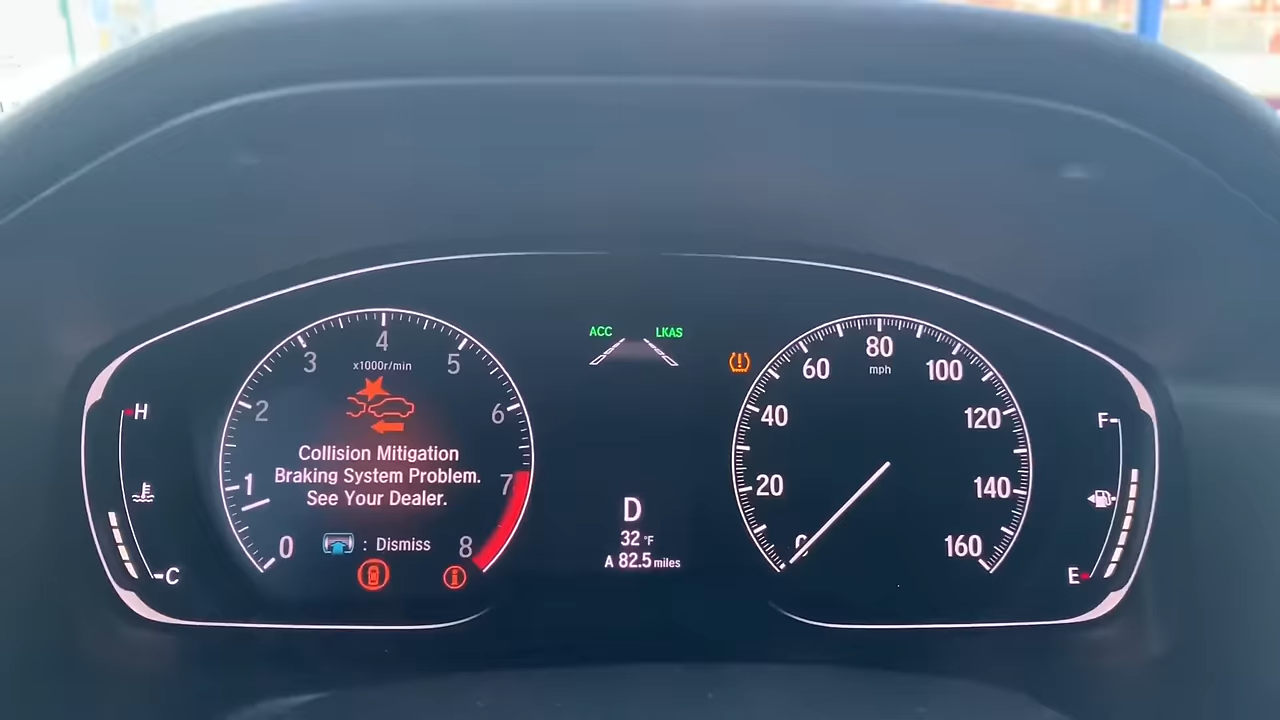 4
3
5
x1000r/min
2
6
Collision Mitigation
Braking System Problem.
See Your Dealer.
1
7
0
: Dismiss
8
H
C
ACC
LKAS
D
32 °F
A 82.5 miles
80
mph
60
100
40
120
20
140
0
160
F
E